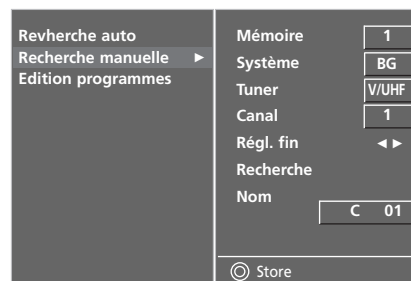 Revherche auto
Recherche manuelle ►
Edition programmes
Mémoire 1
Système BG
Tuner V/UHF
Canal 1
Régl. fin ◄ ►
Recherche
Nom
C 01
Store